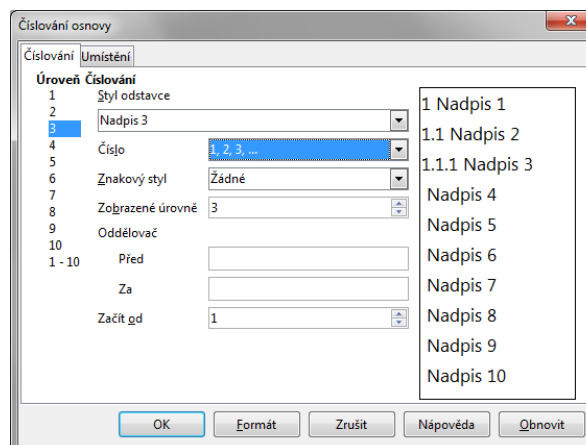 Číslování osnovy
Číslování Umístění
Úroveň Číslování
1
2
3
4
5
6
7
8
9
10
1 - 10
Styl odstavce
Nadpis 3
Číslo 1, 2, 3, ...
Znakový styl Žádné
Zobrazené úrovně 3
Oddělovač
Před
Za
Začít od 1
1 Nadpis 1
1.1 Nadpis 2
1.1.1 Nadpis 3
Nadpis 4
Nadpis 5
Nadpis 6
Nadpis 7
Nadpis 8
Nadpis 9
Nadpis 10
OK Formát Zrušit Nápověda Obnovit